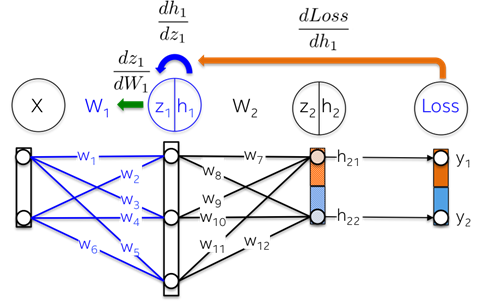 dh₁/dz₁
dLoss/dh₁
dz₁/dW₁
X W₁ z₁ h₁ W₂ z₂ h₂ Loss
w₁ w₇ h₂₁ y₁
w₂ w₈
w₃ w₉
w₄ w₁₀ h₂₂ y₂
w₆ w₅ w₁₁ w₁₂